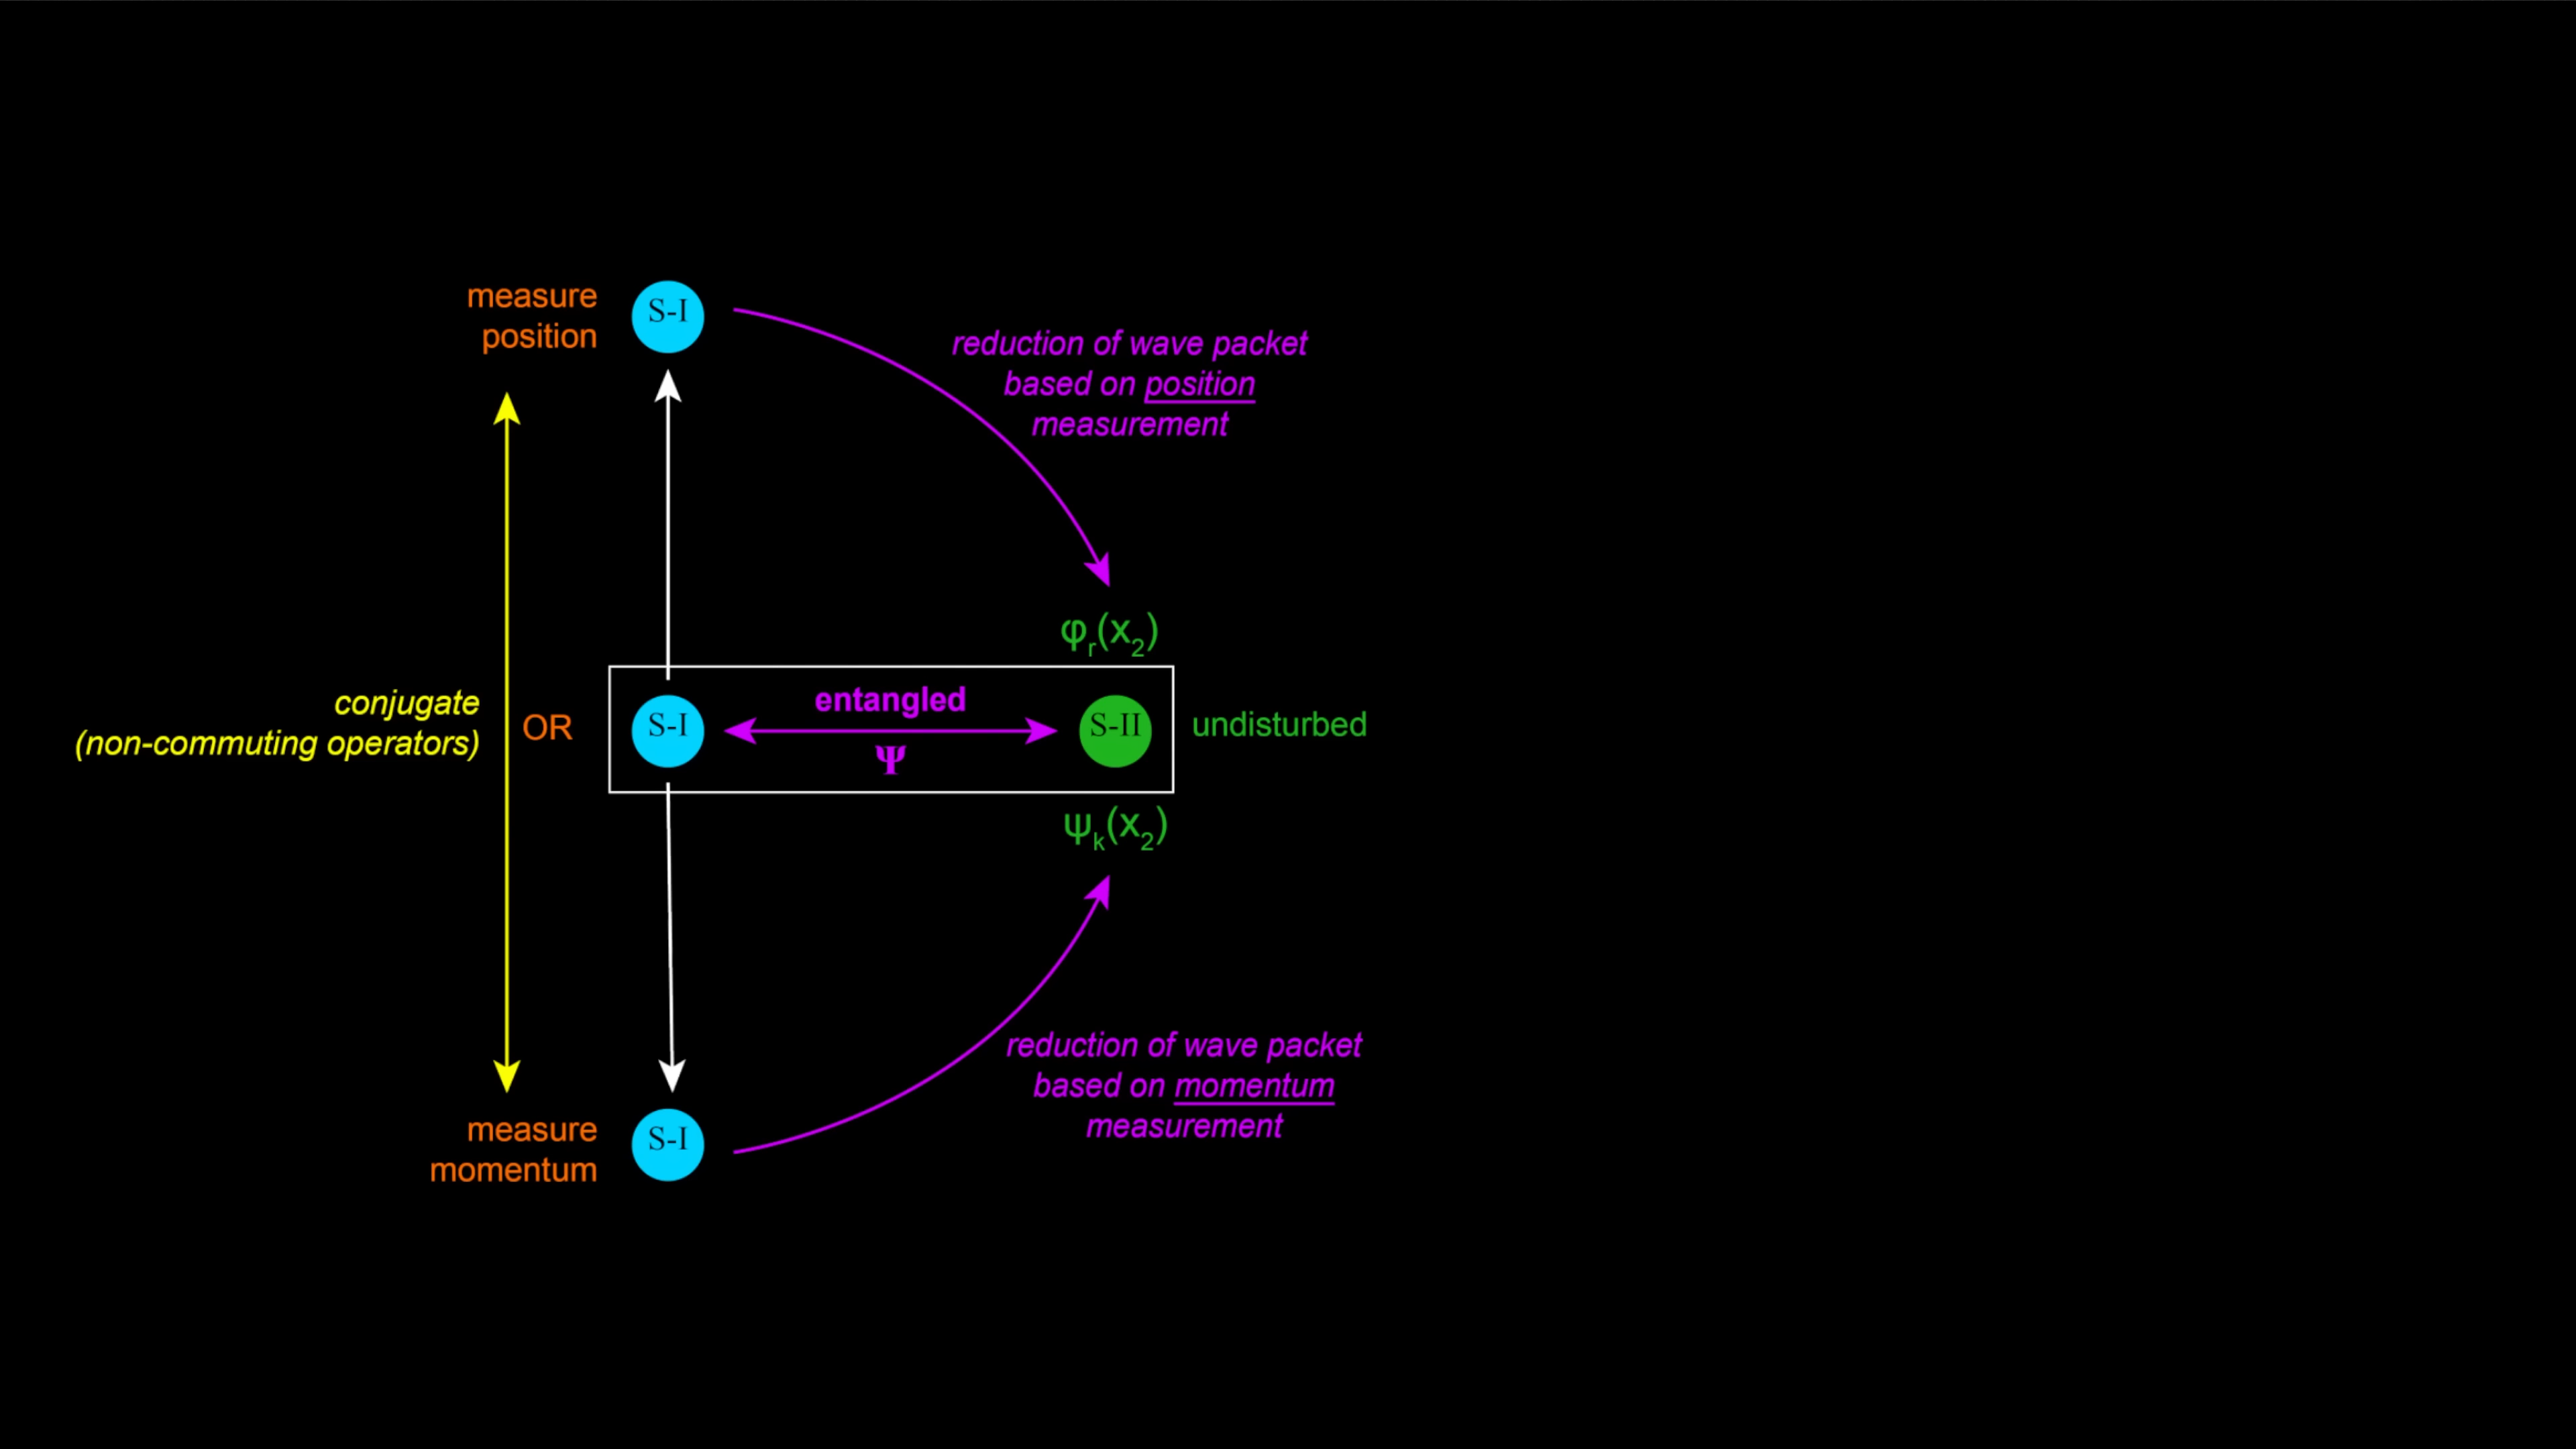 measure
position
S-I
reduction of wave packet
based on position
measurement
φr(x2)
conjugate
(non-commuting operators)
OR
S-I
entangled
Ψ
S-II
undisturbed
ψk(x2)
reduction of wave packet
based on momentum
measurement
measure
momentum
S-I